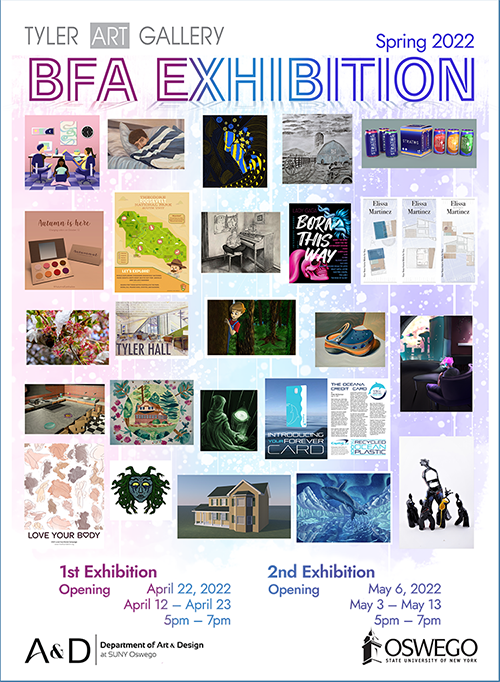 TYLER ART GALLERY
Spring 2022
BFA EXHIBITION
STRATUS
Autumn is here
LET'S EXPLORE!
BORN
THIS
WAY
Elissa
Martinez
Elissa
Martinez
Elissa
Martinez
TYLER HALL
INTRODUCING
YOUR FOREVER
CARD
THE OCEANA
CREDIT CARD
RECYCLED
OCEAN
PLASTIC
LOVE YOUR BODY
1st Exhibition
Opening April 22, 2022
April 12 – April 23
5pm – 7pm
2nd Exhibition
Opening May 6, 2022
May 3 – May 13
5pm – 7pm
A&D
Department of Art & Design
at SUNY Oswego
OSWEGO
STATE UNIVERSITY OF NEW YORK